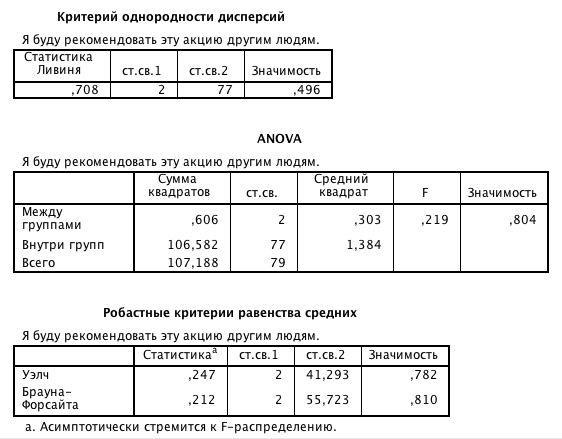 Критерий однородности дисперсий
Я буду рекомендовать эту акцию другим людям.
Статистика Ливиня ст.св.1 ст.св.2 Значимость
,708 2 77 ,496
ANOVA
Я буду рекомендовать эту акцию другим людям.
Сумма квадратов ст.св. Средний квадрат F Значимость
Между группами ,606 2 ,303 ,219 ,804
Внутри групп 106,582 77 1,384
Всего 107,188 79
Робастные критерии равенства средних
Я буду рекомендовать эту акцию другим людям.
Статистикаa ст.св.1 ст.св.2 Значимость
Уэлч ,247 2 41,293 ,782
Брауна-Форсайта ,212 2 55,723 ,810
a. Асимптотически стремится к F-распределению.